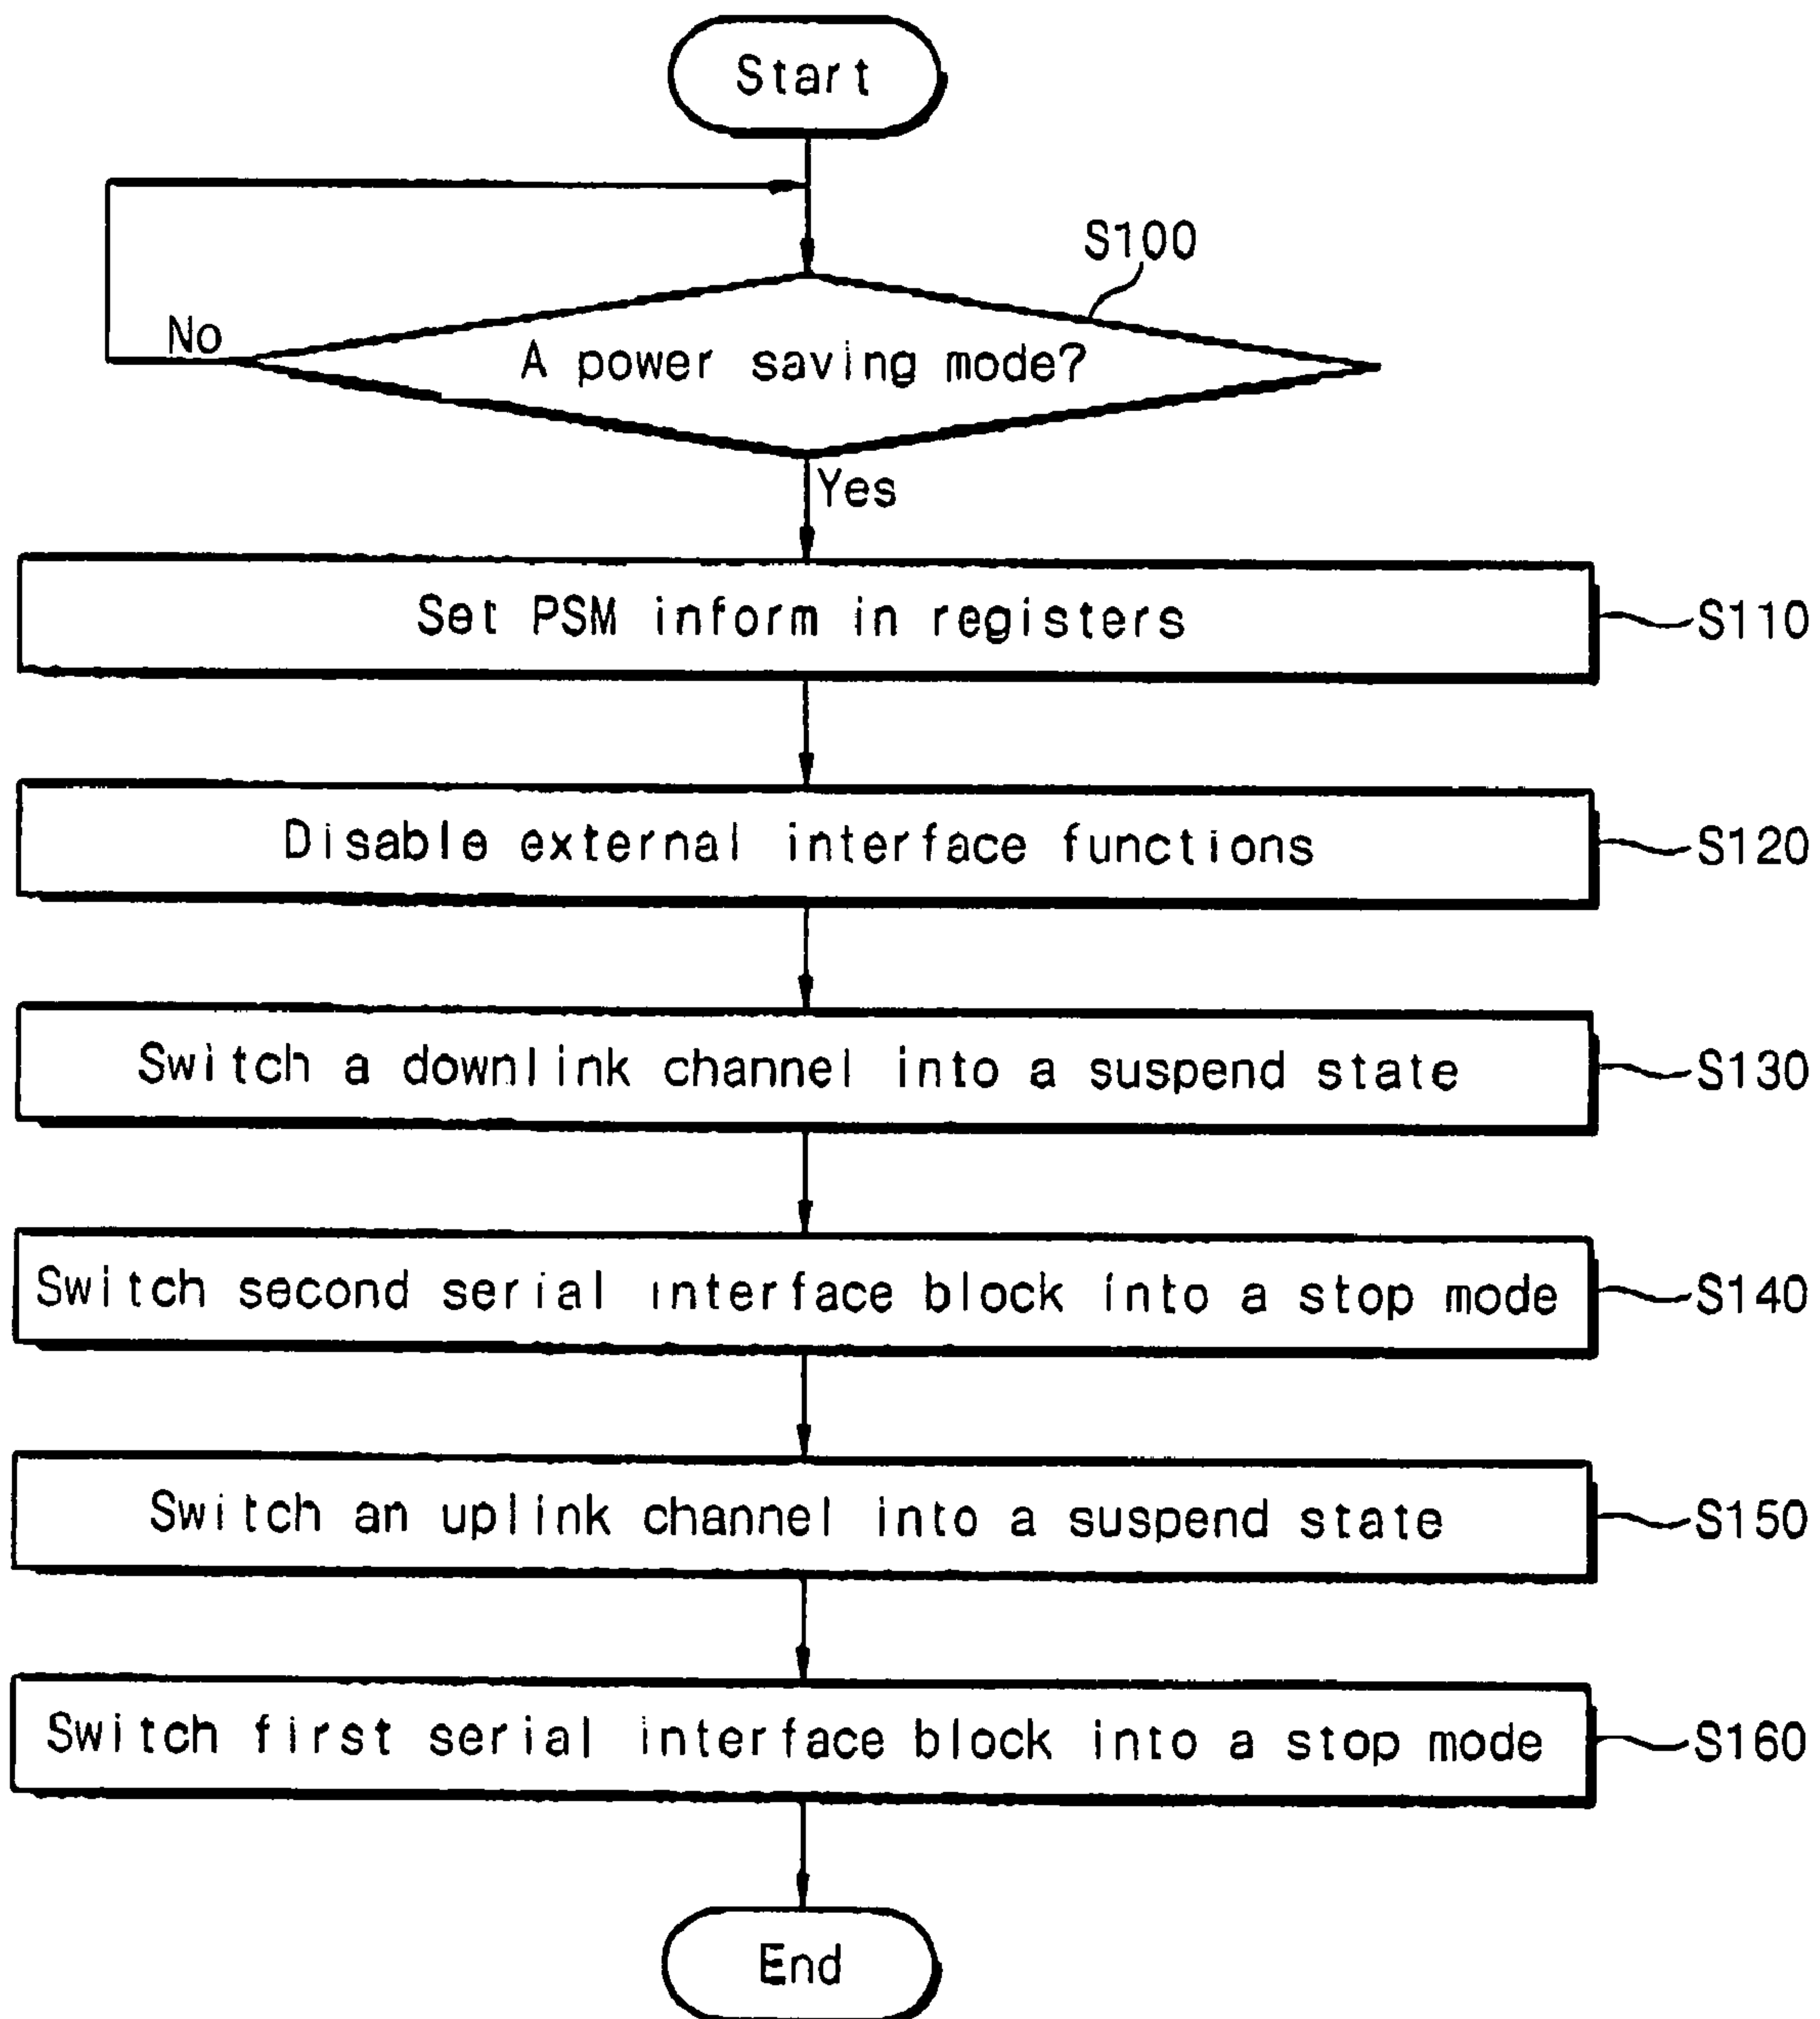 Start
S100
No
A power saving mode?
Yes
Set PSM inform in registers
S110
Disable external interface functions
S120
Switch a downlink channel into a suspend state
S130
Switch second serial interface block into a stop mode
S140
Switch an uplink channel into a suspend state
S150
Switch first serial interface block into a stop mode
S160
End